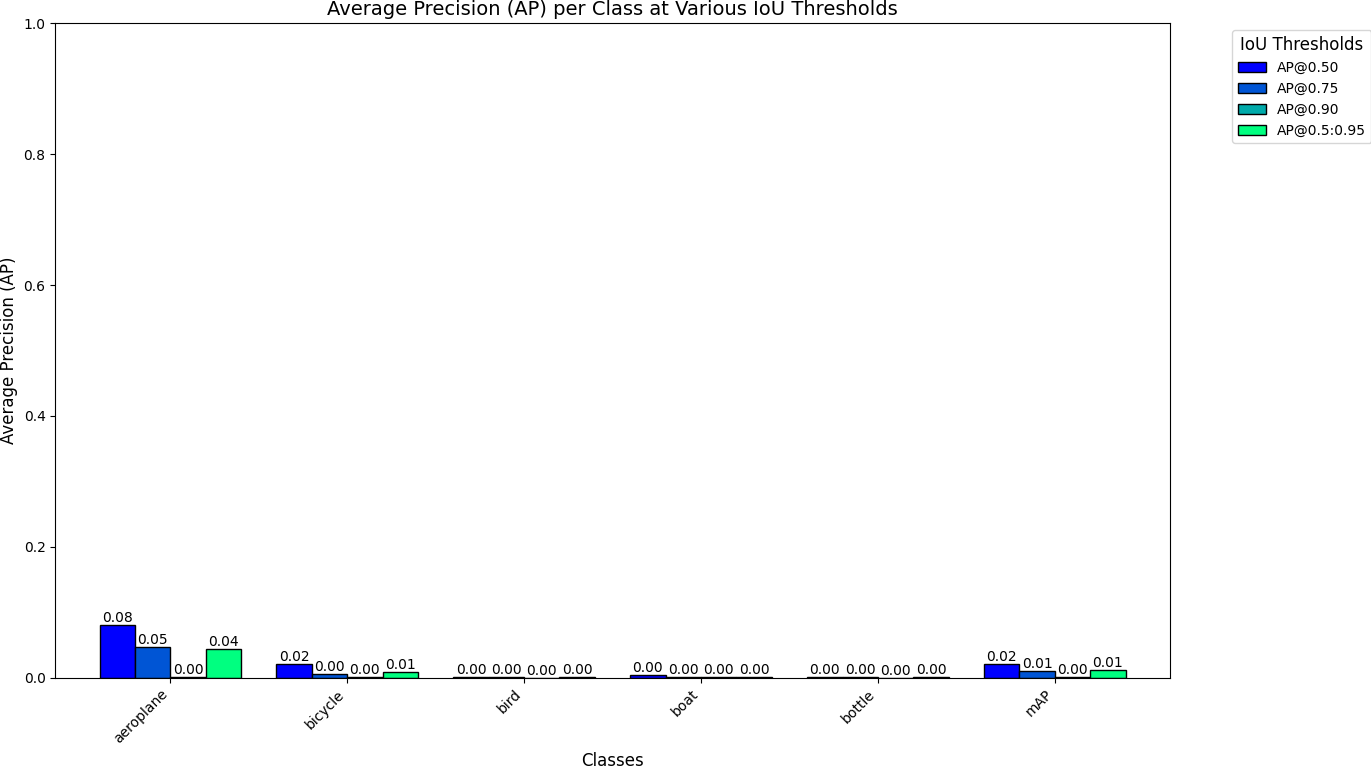 Average Precision (AP) per Class at Various IoU Thresholds
IoU Thresholds
AP@0.50
AP@0.75
AP@0.90
AP@0.5:0.95
Average Precision (AP)
1.0
0.8
0.6
0.4
0.2
0.0
0.08 0.05 0.00 0.04
0.02 0.00 0.00 0.01
0.00 0.00 0.00 0.00
0.00 0.00 0.00 0.00
0.00 0.00 0.00 0.00
0.02 0.01 0.00 0.01
aeroplane
bicycle
bird
boat
bottle
mAP
Classes